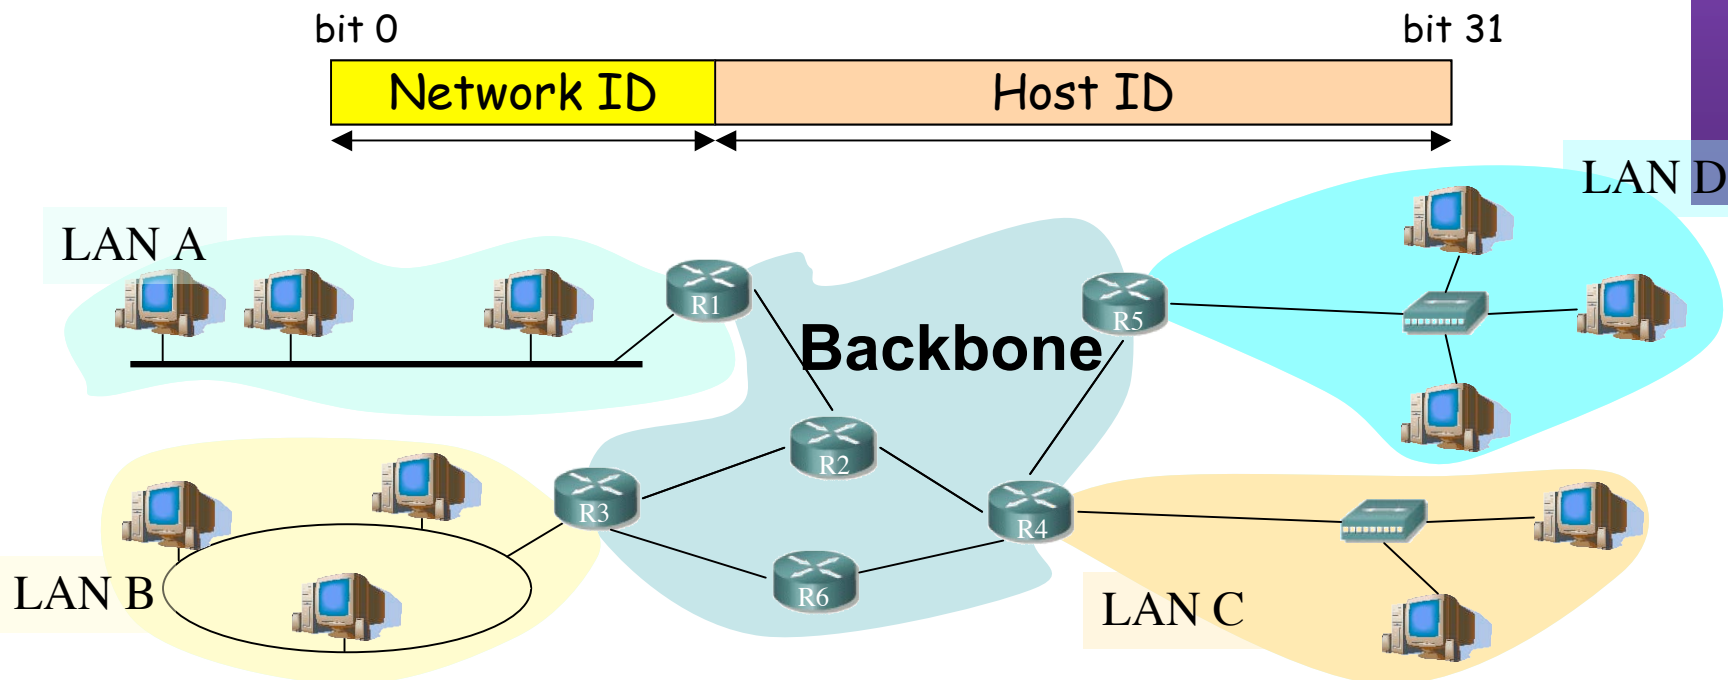 bit 0
bit 31
Network ID
Host ID
LAN D
LAN A
R1
R5
Backbone
R2
R3
R4
R6
LAN B
LAN C